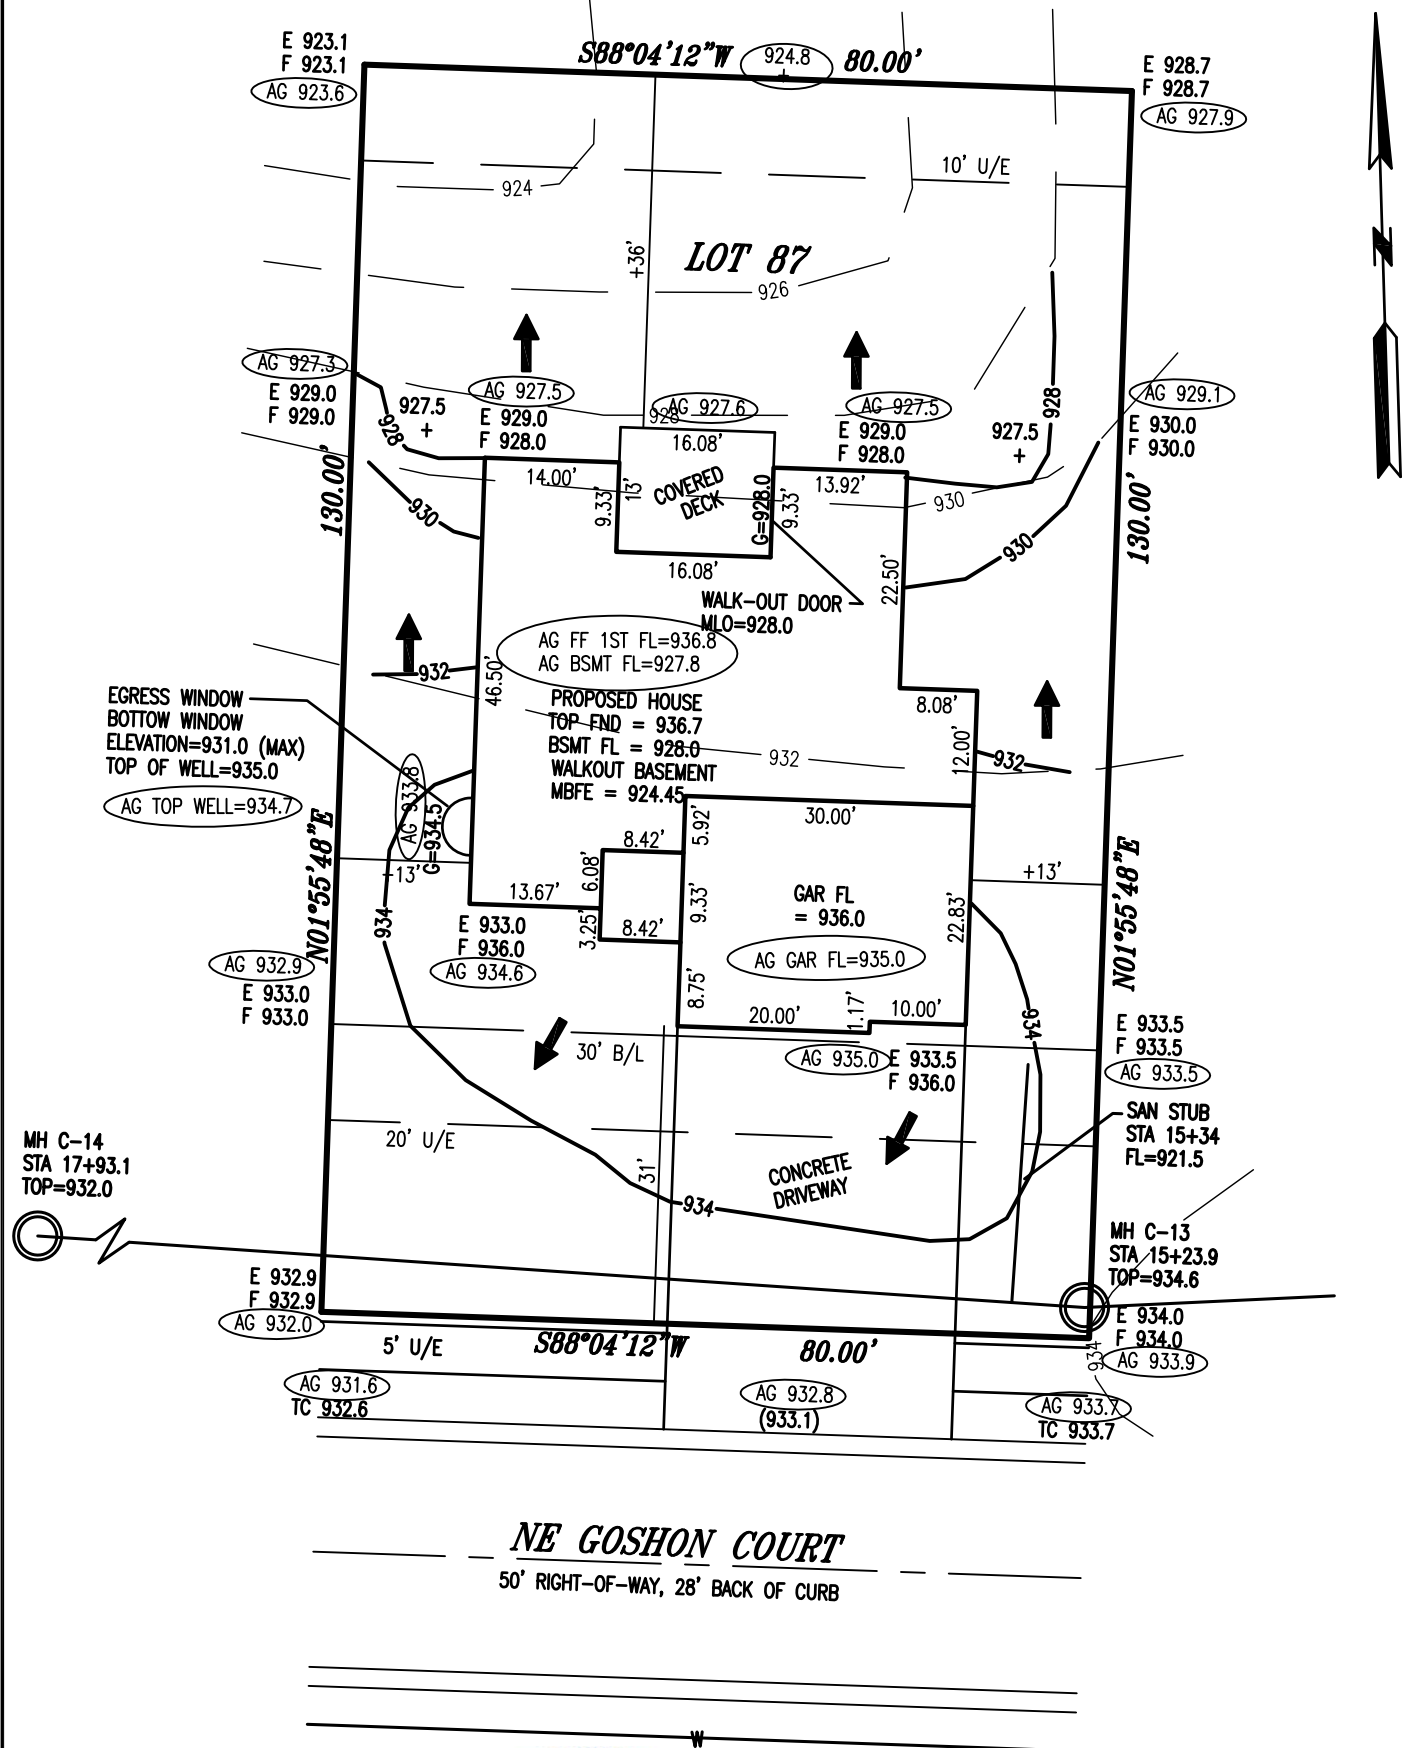 E 923.1
F 923.1
AG 923.6
S88°04'12"W
924.8
+
80.00'
E 928.7
F 928.7
AG 927.9
10' U/E
924
+36'
LOT 87
926
N
AG 927.3
E 929.0
F 929.0
928
927.5
+
AG 927.5
E 929.0
F 928.0
928
AG 927.6
AG 927.5
E 929.0
F 928.0
927.5
+
928
AG 929.1
E 930.0
F 930.0
16.08'
14.00'
9.33'
13'
COVERED
DECK
G=928.0
9.33'
13.92'
930
130.00'
930
930
130.00'
16.08'
22.50'
WALK-OUT DOOR
MLO=928.0
AG FF 1ST FL=936.8
AG BSMT FL=927.8
932
46.50'
EGRESS WINDOW
BOTTOW WINDOW
ELEVATION=931.0 (MAX)
TOP OF WELL=935.0
AG TOP WELL=934.7
PROPOSED HOUSE
TOP FND = 936.7
BSMT FL = 928.0
WALKOUT BASEMENT
MBFE = 924.45
8.08'
12.00'
932
932
AG 933.8
G=934.5
+13'
N01°55'48"E
30.00'
5.92'
8.42'
6.08'
13.67'
3.25'
8.42'
9.33'
GAR FL
= 936.0
AG GAR FL=935.0
22.83'
+13'
N01°55'48"E
934
E 933.0
F 936.0
AG 934.6
AG 932.9
E 933.0
F 933.0
8.75'
20.00'
1.17'
10.00'
934
30' B/L
AG 935.0
E 933.5
F 936.0
E 933.5
F 933.5
AG 933.5
SAN STUB
STA 15+34
FL=921.5
20' U/E
31'
CONCRETE
DRIVEWAY
934
MH C-14
STA 17+93.1
TOP=932.0
MH C-13
STA 15+23.9
TOP=934.6
E 932.9
F 932.9
AG 932.0
E 934.0
F 934.0
AG 933.9
934
5' U/E
S88°04'12"W
80.00'
AG 931.6
TC 932.6
AG 932.8
(933.1)
AG 933.7
TC 933.7
NE GOSHON COURT
50' RIGHT-OF-WAY, 28' BACK OF CURB
W